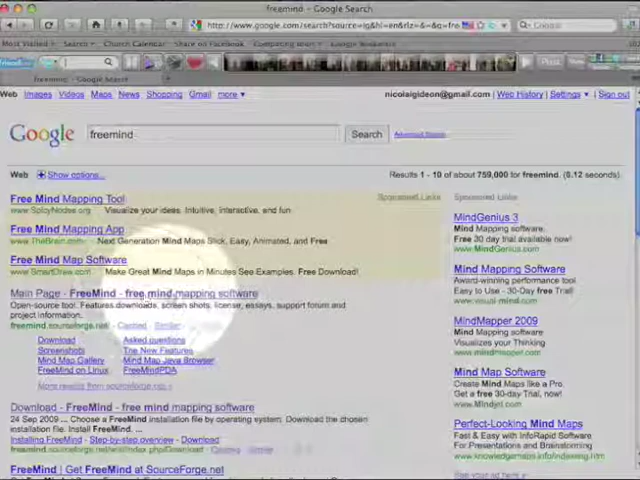 freemind - Google Search
http://www.google.com/search?source=ig&hl=en&rlz=&=&q=fre
Google
Most Visited Search Church Calendar Share on Facebook Computing Google Bookmarks
freemind - Google Search
Web Images Videos Maps News Shopping Gmail more
nicolaigideon@gmail.com | Web History | Settings | Sign out
Google
freemind
Search
Advanced Search
Web Show options...
Results 1 - 10 of about 759,000 for freemind. (0.12 seconds)
Free Mind Mapping Tool
www.SpicyNodes.org Visualize your ideas. Intuitive, interactive, and fun
Sponsored Links
Free Mind Mapping App
www.TheBrain.com Next Generation Mind Maps Slick, Easy, Animated, and Free
Free Mind Map Software
www.SmartDraw.com Make Great Mind Maps in Minutes See Examples. Free Download!
Main Page - FreeMind - free mind mapping software
Open-source tool. Features downloads, screen shots, license, essays, support forum and
project information.
freemind.sourceforge.net/ - Cached - Similar
Download
Asked questions
Screenshots
The New Features
Mind Map Gallery
Mind Map Java Browser
FreeMind on Linux
FreeMindPDA
More results from sourceforge.net »
Download - FreeMind - free mind mapping software
24 Sep 2009 ... Choose a FreeMind installation file by operating system. Download the
installation file. Install FreeMind. ...
Installing FreeMind - Step-by-step overview - Download
freemind.sourceforge.net/wiki/index.php/Download - Cached - Similar
FreeMind | Get FreeMind at SourceForge.net
Sponsored Links
MindGenius 3
Mind Mapping software.
Free 30 day trial available now!
www.MindGenius.com
Mind Mapping Software
Award-winning performance tool
Easy to Use - 30-Day free Trial!
www.visual-mind.com
MindMapper 2009
Visualizes your Thinking
www.mindmapper.com
Mind Map Software
Create Mind Maps like a Pro.
Get a free 30 day trial, now!
www.Mindjet.com
Perfect-Looking Mind Maps
Fast & Easy with InfoRapid Software
For Presentations and Brainstorming
www.knowledgemaps.info/indexeng.htm
See your ad here »